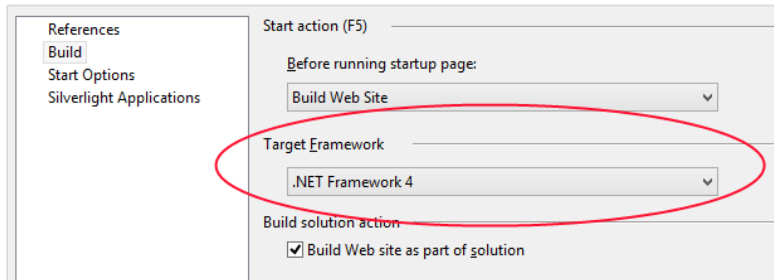 References
Build
Start Options
Silverlight Applications
Start action (F5)
Before running startup page:
Build Web Site
Target Framework
.NET Framework 4
Build solution action
Build Web site as part of solution